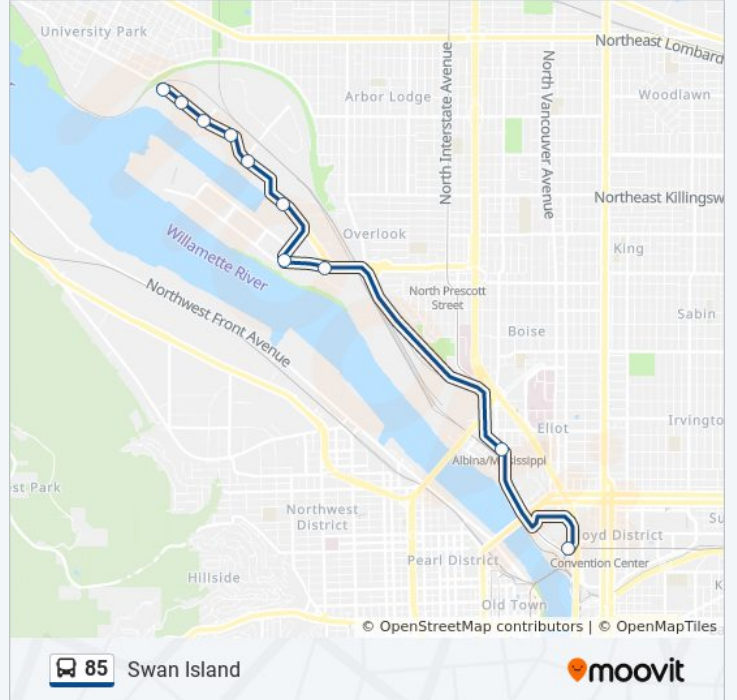 University Park
Northeast Lombard
Arbor Lodge
North Interstate Avenue
North Vancouver Avenue
Woodlawn
Northeast Killingsw
Overlook
Willamette River
King
North Prescott
Street
Northwest Front Avenue
Sabin
Boise
Irvingto
Eliot
Albina/M ssissippi
st Park
Northwest
District
Su
oyd District
Pearl District
Convention Center
Hillside
K
Old Town
© OpenStreetMap contributors | © OpenMapTiles
85 Swan Island
moovit